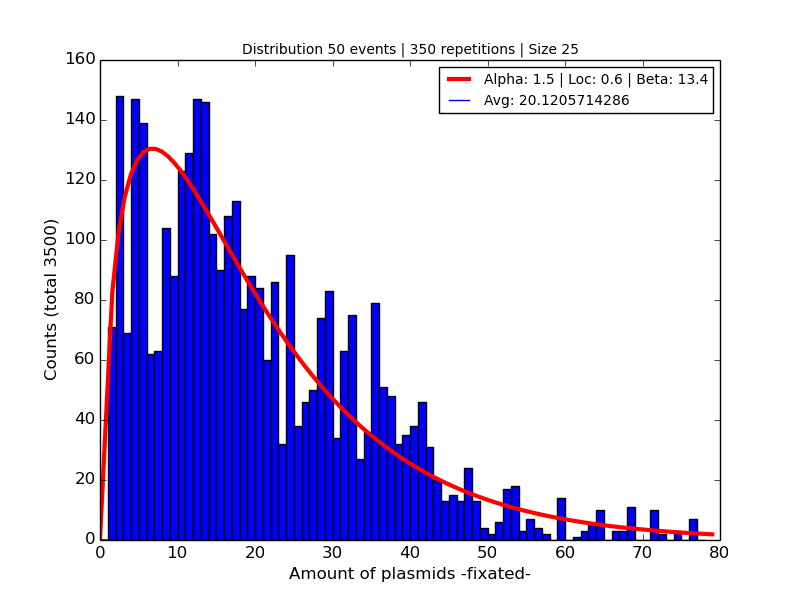 Distribution 50 events | 350 repetitions | Size 25
Alpha: 1.5 | Loc: 0.6 | Beta: 13.4
Avg: 20.1205714286
160
140
120
100
80
60
40
20
0
Counts (total 3500)
0 10 20 30 40 50 60 70 80
Amount of plasmids -fixated-